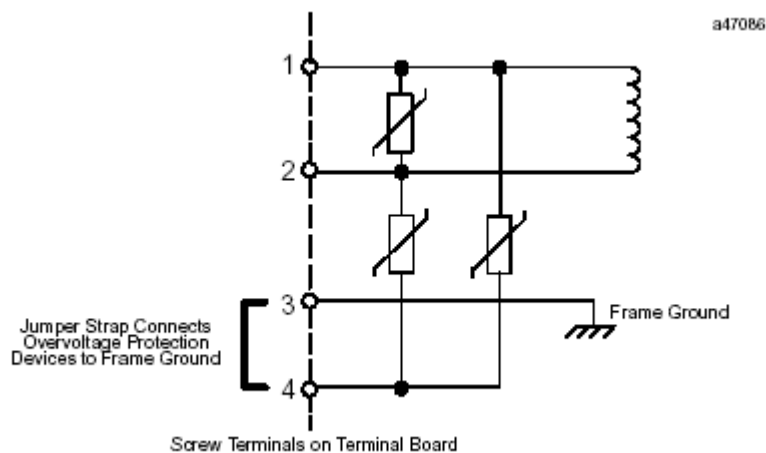 a47086
1
2
3
Frame Ground
Jumper Strap Connects
Overvoltage Protection
Devices to Frame Ground
4
Screw Terminals on Terminal Board